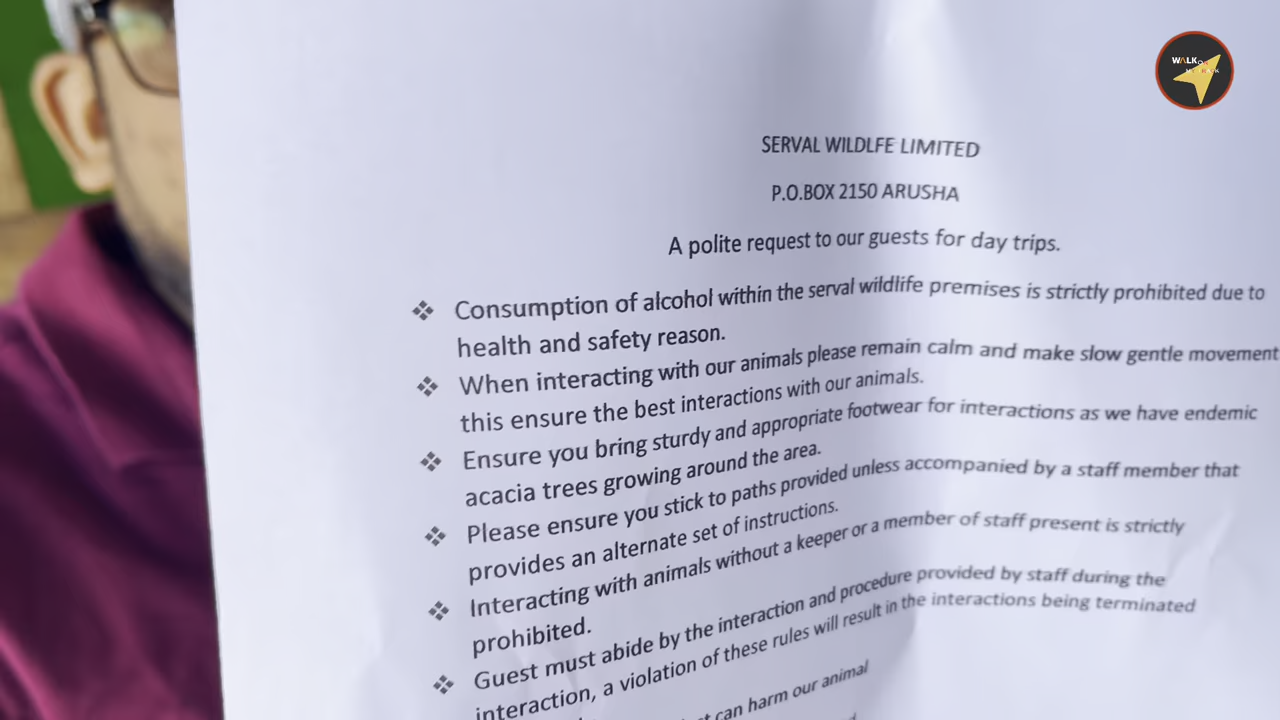 WALK ON
MY TRACK
SERVAL WILDLFE LIMITED
P.O.BOX 2150 ARUSHA
A polite request to our guests for day trips.
❖ Consumption of alcohol within the serval wildlife premises is strictly prohibited due to
health and safety reason.
❖ When interacting with our animals please remain calm and make slow gentle movement
this ensure the best interactions with our animals.
❖ Ensure you bring sturdy and appropriate footwear for interactions as we have endemic
acacia trees growing around the area.
❖ Please ensure you stick to paths provided unless accompanied by a staff member that
provides an alternate set of instructions.
❖ Interacting with animals without a keeper or a member of staff present is strictly
prohibited.
❖ Guest must abide by the interaction and procedure provided by staff during the
interaction, a violation of these rules will result in the interactions being terminated
can harm our animal